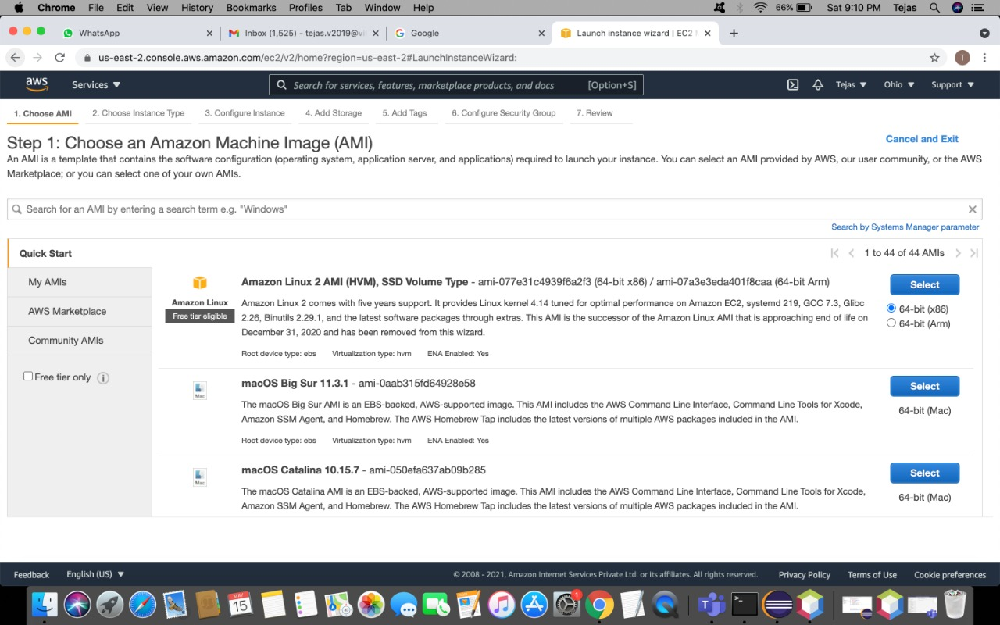 Chrome File Edit View History Bookmarks Profiles Tab Window Help 66% Sat 9:10 PM Tejas
WhatsApp Inbox (1,525) - tejas.v2019@vi Google Launch instance wizard | EC2
us-east-2.console.aws.amazon.com/ec2/v2/home?region=us-east-2#LaunchInstanceWizard: T
aws Services Search for services, features, marketplace products, and docs [Option+S] Tejas Ohio Support
1. Choose AMI 2. Choose Instance Type 3. Configure Instance 4. Add Storage 5. Add Tags 6. Configure Security Group 7. Review
Step 1: Choose an Amazon Machine Image (AMI) Cancel and Exit
An AMI is a template that contains the software configuration (operating system, application server, and applications) required to launch your instance. You can select an AMI provided by AWS, our user community, or the AWS
Marketplace; or you can select one of your own AMIs.
Search for an AMI by entering a search term e.g. "Windows"
Search by Systems Manager parameter
Quick Start
My AMIs
AWS Marketplace
Community AMIs
Free tier only
1 to 44 of 44 AMIs
Amazon Linux
Free tier eligible
Amazon Linux 2 AMI (HVM), SSD Volume Type - ami-077e31c4939f6a2f3 (64-bit x86) / ami-07a3e3eda401f8caa (64-bit Arm)
Amazon Linux 2 comes with five years support. It provides Linux kernel 4.14 tuned for optimal performance on Amazon EC2, systemd 219, GCC 7.3, Glibc
2.26, Binutils 2.29.1, and the latest software packages through extras. This AMI is the successor of the Amazon Linux AMI that is approaching end of life on
December 31, 2020 and has been removed from this wizard.
Root device type: ebs Virtualization type: hvm ENA Enabled: Yes
Select
64-bit (x86)
64-bit (Arm)
Mac
macOS Big Sur 11.3.1 - ami-0aab315fd64928e58
The macOS Big Sur AMI is an EBS-backed, AWS-supported image. This AMI includes the AWS Command Line Interface, Command Line Tools for Xcode,
Amazon SSM Agent, and Homebrew. The AWS Homebrew Tap includes the latest versions of multiple AWS packages included in the AMI.
Root device type: ebs Virtualization type: hvm ENA Enabled: Yes
Select
64-bit (Mac)
Mac
macOS Catalina 10.15.7 - ami-050efa637ab09b285
The macOS Catalina AMI is an EBS-backed, AWS-supported image. This AMI includes the AWS Command Line Interface, Command Line Tools for Xcode,
Amazon SSM Agent, and Homebrew. The AWS Homebrew Tap includes the latest versions of multiple AWS packages included in the AMI.
Select
64-bit (Mac)
Feedback English (US) © 2008 - 2021, Amazon Internet Services Private Ltd. or its affiliates. All rights reserved. Privacy Policy Terms of Use Cookie preferences
MAY
15
1